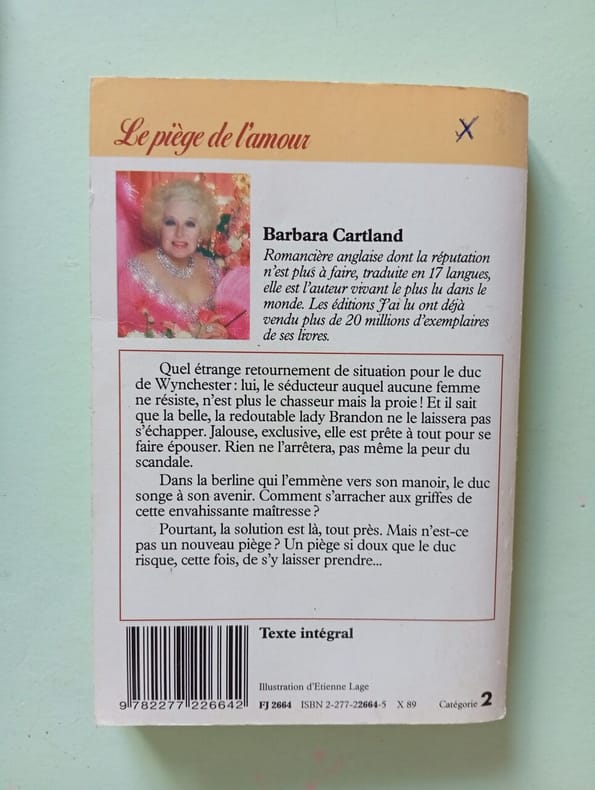 Le piège de l'amour
X
Barbara Cartland
Romancière anglaise dont la réputation
n'est plus à faire, traduite en 17 langues,
elle est l'auteur vivant le plus lu dans le
monde. Les éditions J'ai lu ont déjà
vendu plus de 20 millions d'exemplaires
de ses livres.
Quel étrange retournement de situation pour le duc
de Wynchester : lui, le séducteur auquel aucune femme
ne résiste, n'est plus le chasseur mais la proie ! Et il sait
que la belle, la redoutable lady Brandon ne le laissera pas
s'échapper. Jalouse, exclusive, elle est prête à tout pour se
faire épouser. Rien ne l'arrêtera, pas même la peur du
scandale.
Dans la berline qui l'emmène vers son manoir, le duc
songe à son avenir. Comment s'arracher aux griffes de
cette envahissante maîtresse ?
Pourtant, la solution est là, tout près. Mais n'est-ce
pas un nouveau piège ? Un piège si doux que le duc
risque, cette fois, de s'y laisser prendre...
Texte intégral
Illustration d'Etienne Lage
9 782277 226642 FJ 2664 ISBN 2-277-22664-5 X 89 Catégorie 2